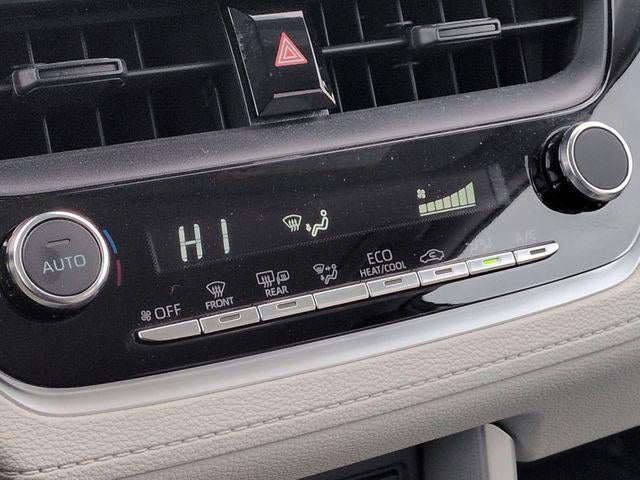 HI
AUTO
OFF
FRONT
REAR
ECO
HEAT/COOL
A/C